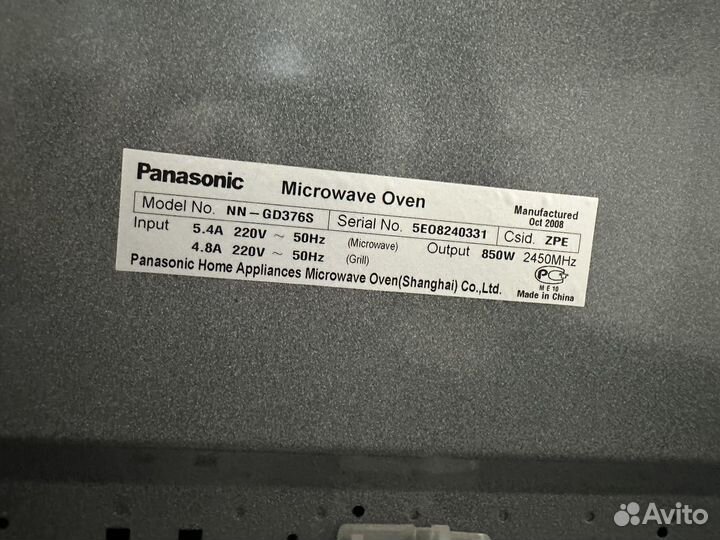 Panasonic Microwave Oven Manufactured Oct 2008
Model No. NN-GD376S Serial No. 5E08240331 Csid. ZPE
Input 5.4A 220V ~ 50Hz (Microwave) Output 850W 2450MHz
4.8A 220V ~ 50Hz (Grill)
ME10
Panasonic Home Appliances Microwave Oven(Shanghai) Co.,Ltd. Made in China
Avito